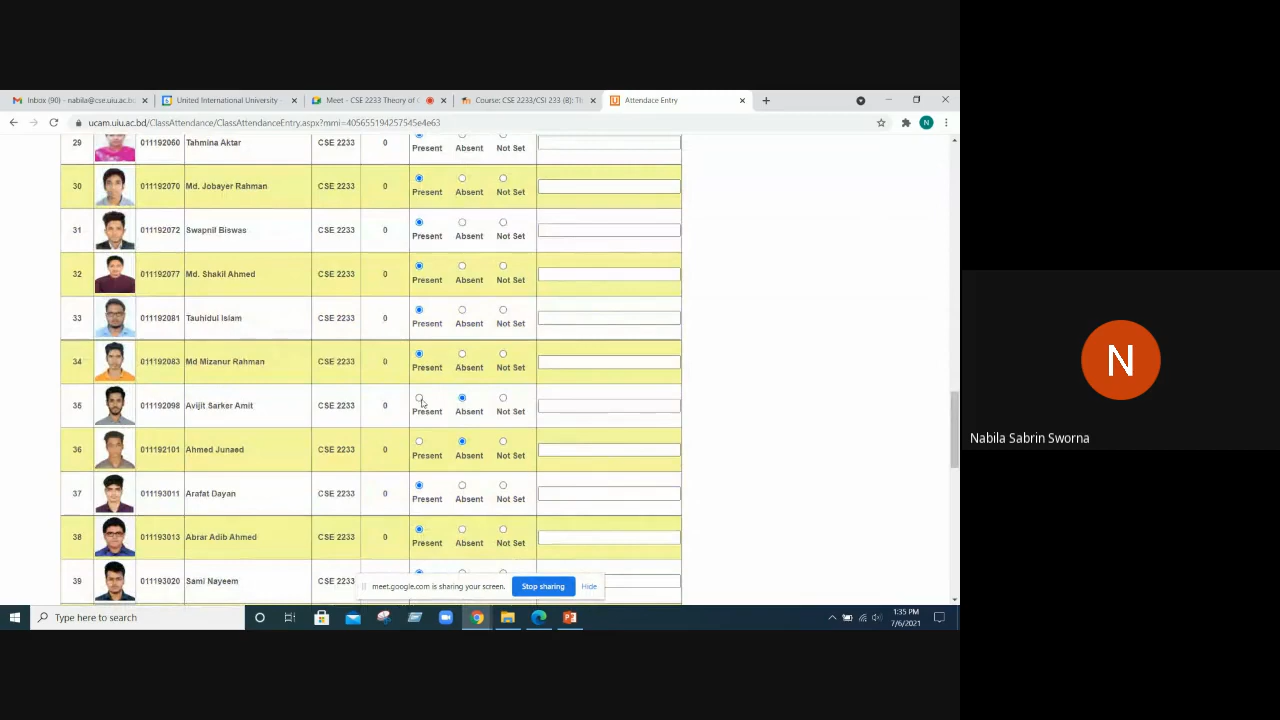 Inbox (90) - nabila@cse.uiu.ac.bd
United International University -
Meet - CSE 2233 Theory of C
Course: CSE 2233/CSI 233 (8): Th
Attendace Entry
ucam.uiu.ac.bd/ClassAttendance/ClassAttendanceEntry.aspx?mmi=405655194257545e4e63
N
29 011192060 Tahmina Aktar CSE 2233 0 Present Absent Not Set
30 011192070 Md. Jobayer Rahman CSE 2233 0 Present Absent Not Set
31 011192072 Swapnil Biswas CSE 2233 0 Present Absent Not Set
32 011192077 Md. Shakil Ahmed CSE 2233 0 Present Absent Not Set
33 011192081 Tauhidul Islam CSE 2233 0 Present Absent Not Set
34 011192083 Md Mizanur Rahman CSE 2233 0 Present Absent Not Set
35 011192098 Avijit Sarker Amit CSE 2233 0 Present Absent Not Set
36 011192101 Ahmed Junaed CSE 2233 0 Present Absent Not Set
37 011193011 Arafat Dayan CSE 2233 0 Present Absent Not Set
38 011193013 Abrar Adib Ahmed CSE 2233 0 Present Absent Not Set
39 011193020 Sami Nayeem CSE 2233
meet.google.com is sharing your screen. Stop sharing Hide
Type here to search
1:35 PM
7/6/2021
N
Nabila Sabrin Sworna